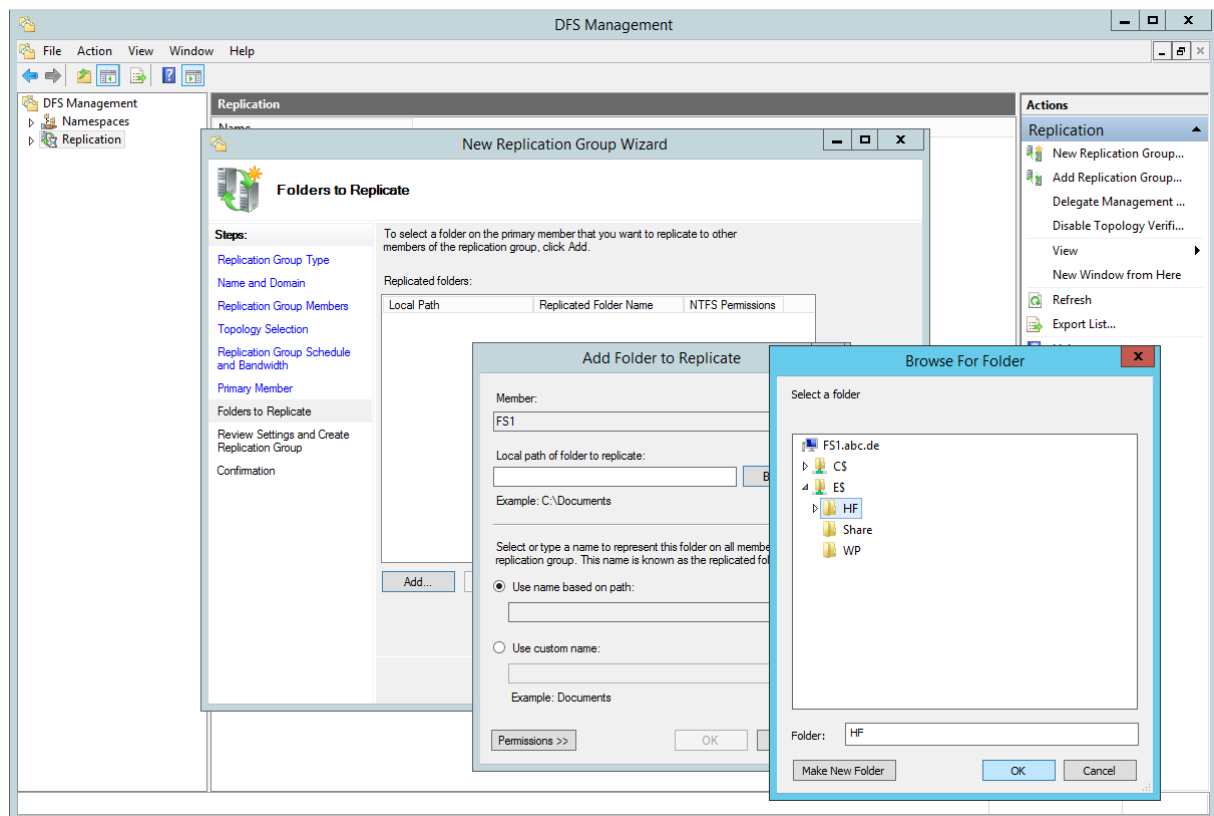 DFS Management
File Action View Window Help
DFS Management
Namespaces
Replication
Replication
Name
Actions
Replication
New Replication Group...
Add Replication Group...
Delegate Management ...
Disable Topology Verifi...
View
New Window from Here
Refresh
Export List...
New Replication Group Wizard
Folders to Replicate
Steps:
Replication Group Type
Name and Domain
Replication Group Members
Topology Selection
Replication Group Schedule
and Bandwidth
Primary Member
Folders to Replicate
Review Settings and Create
Replication Group
Confirmation
To select a folder on the primary member that you want to replicate to other
members of the replication group, click Add.
Replicated folders:
Local Path Replicated Folder Name NTFS Permissions
Add...
Add Folder to Replicate
Member:
FS1
Local path of folder to replicate:
B
Example: C:\Documents
Select or type a name to represent this folder on all membe
replication group. This name is known as the replicated fol
Use name based on path:
Use custom name:
Example: Documents
Permissions >> OK
Browse For Folder
Select a folder
FS1.abc.de
C$
E$
HF
Share
WP
Folder: HF
Make New Folder OK Cancel